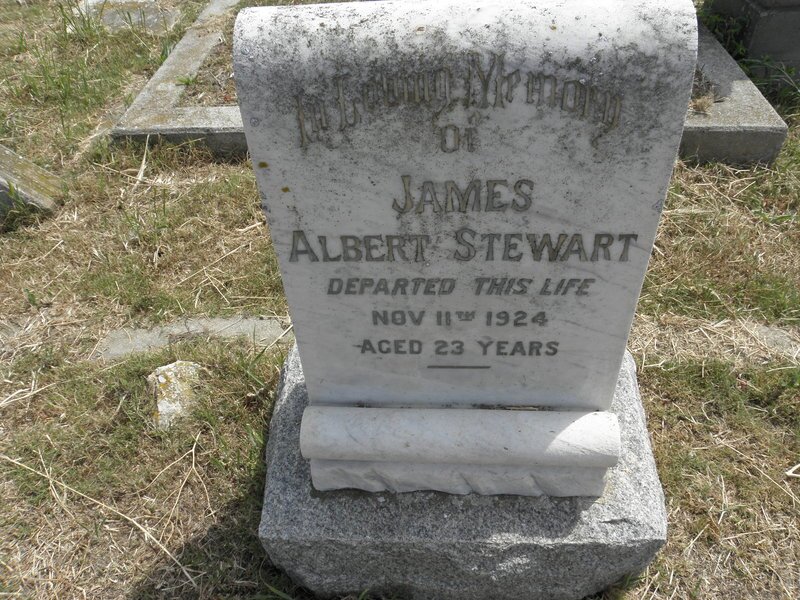 In Loving Memory
OF
JAMES
ALBERT STEWART
DEPARTED THIS LIFE
NOV 11TH 1924
AGED 23 YEARS